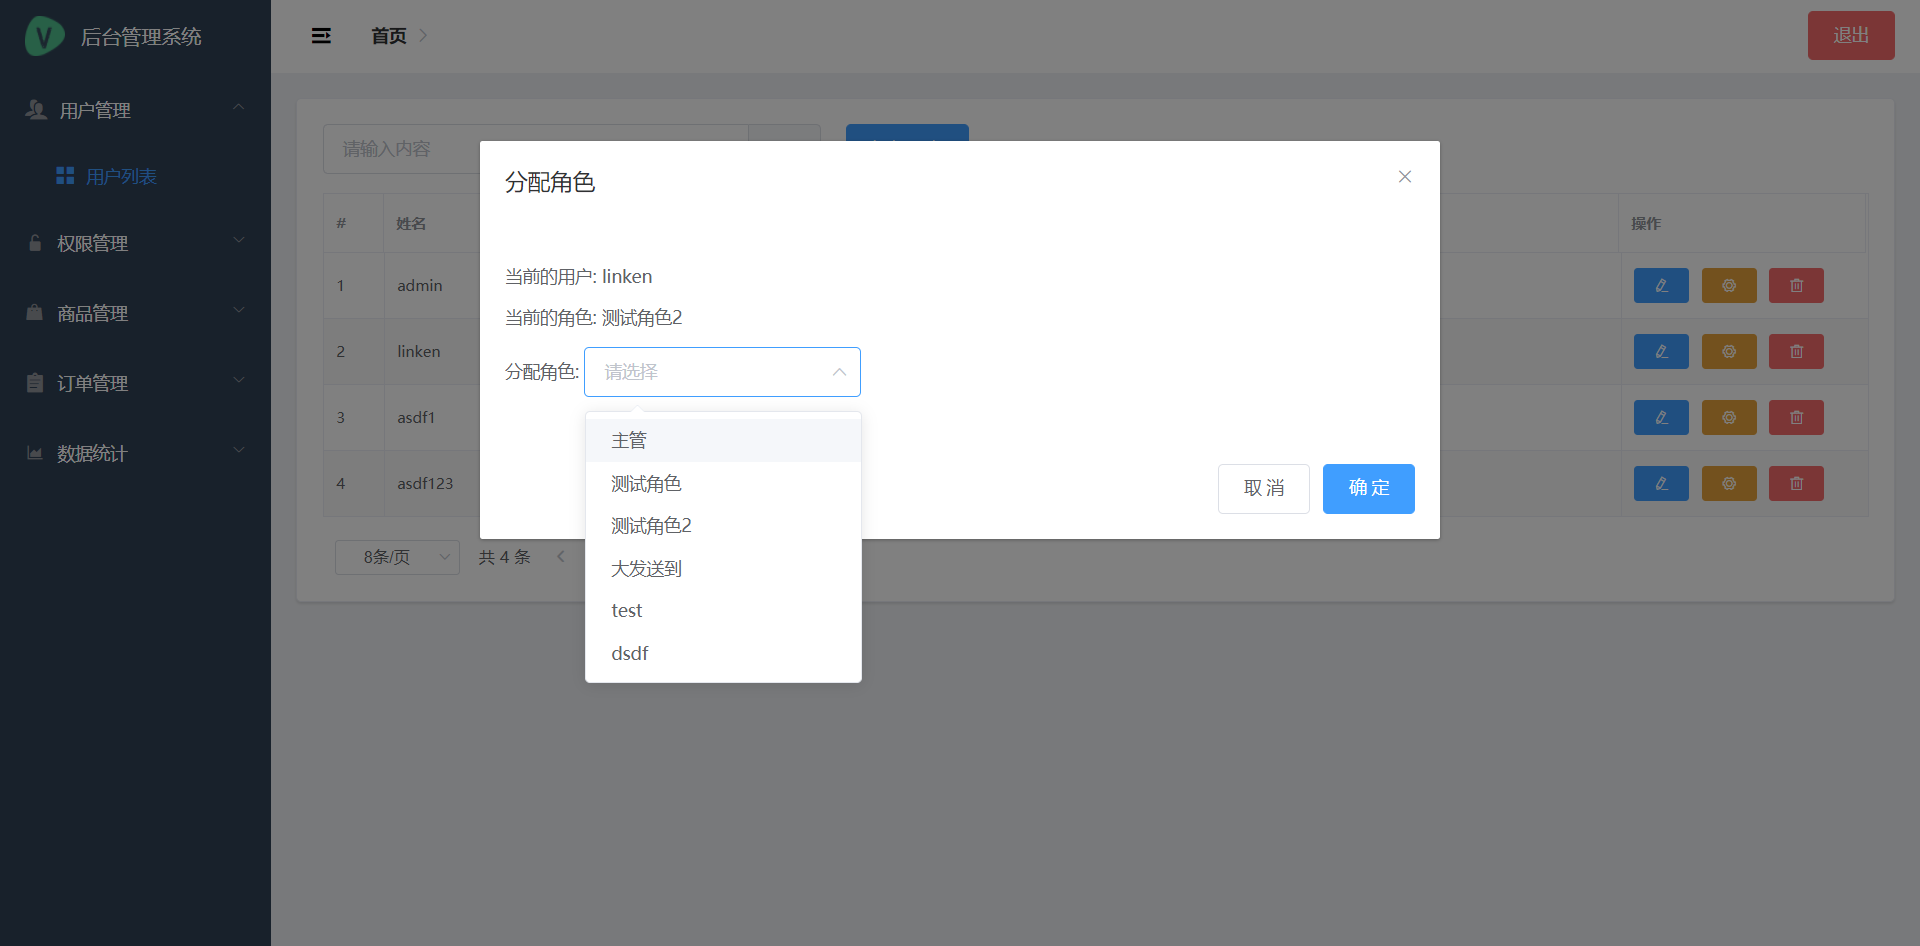 后台管理系统
用户管理
用户列表
权限管理
商品管理
订单管理
数据统计
首页
退出
请输入内容
# 姓名 操作
1 admin
2 linken
3 asdf1
4 asdf123
8条/页 共 4 条
分配角色
当前的用户: linken
当前的角色: 测试角色2
分配角色: 请选择
主管
测试角色
测试角色2
大发送到
test
dsdf
取 消 确 定